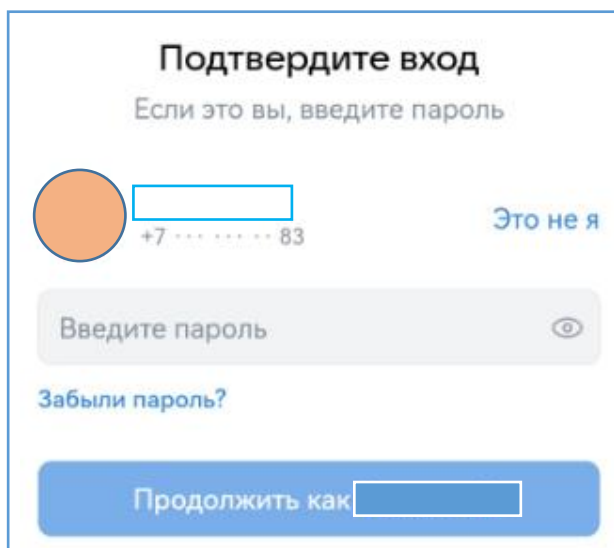 Подтвердите вход
Если это вы, введите пароль
+7 ··· ··· ·· 83
Это не я
Введите пароль
Забыли пароль?
Продолжить как